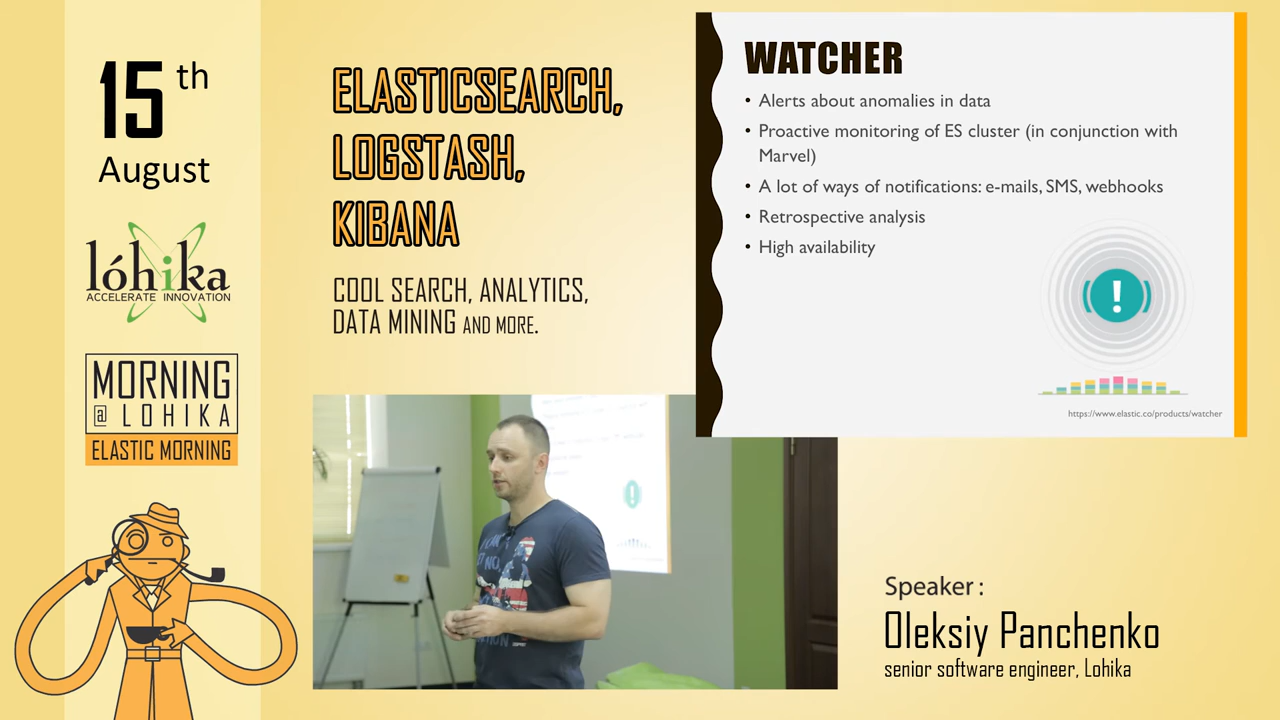 15 th
August
lóhika
ACCELERATE INNOVATION
MORNING
@ LOHIKA
ELASTIC MORNING
ELASTICSEARCH,
LOGSTASH,
KIBANA
COOL SEARCH, ANALYTICS,
DATA MINING AND MORE.
WATCHER
• Alerts about anomalies in data
• Proactive monitoring of ES cluster (in conjunction with
Marvel)
• A lot of ways of notifications: e-mails, SMS, webhooks
• Retrospective analysis
• High availability
!
https://www.elastic.co/products/watcher
Speaker :
Oleksiy Panchenko
senior software engineer, Lohika